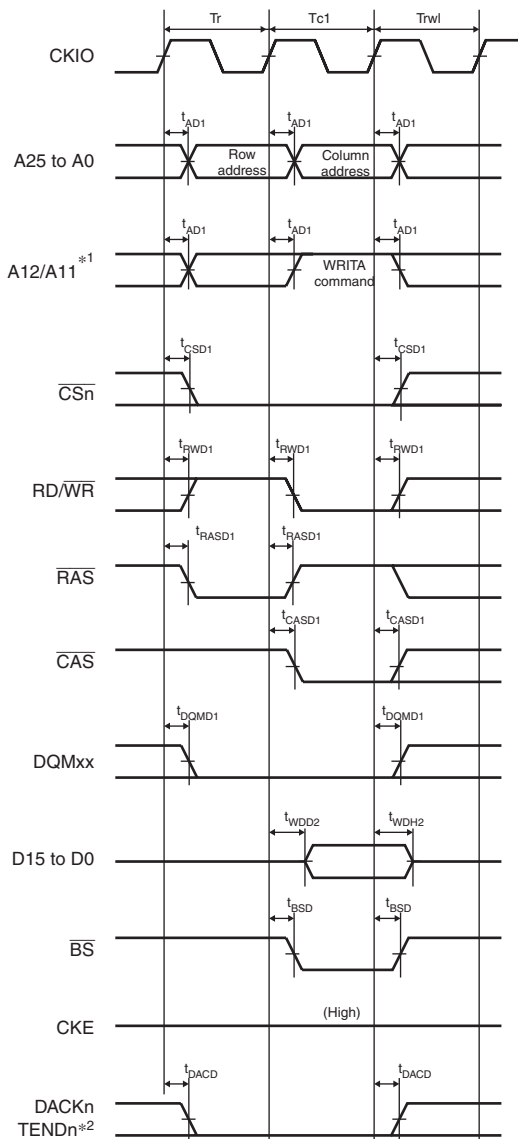 Tr Tc1 Trwl
CKIO
tAD1 tAD1 tAD1
A25 to A0
Row address
Column address
tAD1 tAD1 tAD1
A12/A11*1
WRITA command
tCSD1 tCSD1
CSn
tRWD1 tRWD1 tRWD1
RD/WR
tRASD1 tRASD1
RAS
tCASD1 tCASD1
CAS
tDQMD1 tDQMD1
DQMxx
tWDD2 tWDH2
D15 to D0
tBSD tBSD
BS
(High)
CKE
tDACD tDACD
DACKn
TENDn*2